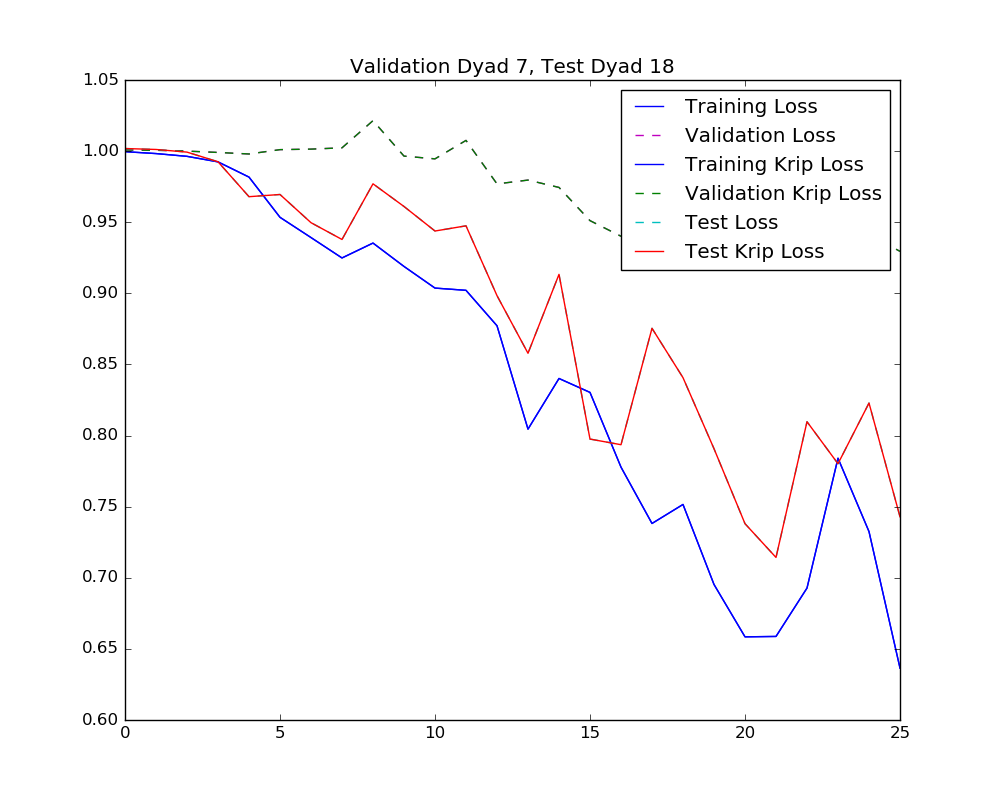 Validation Dyad 7, Test Dyad 18
1.05
1.00
0.95
0.90
0.85
0.80
0.75
0.70
0.65
0.60
0 5 10 15 20 25
Training Loss
Validation Loss
Training Krip Loss
Validation Krip Loss
Test Loss
Test Krip Loss